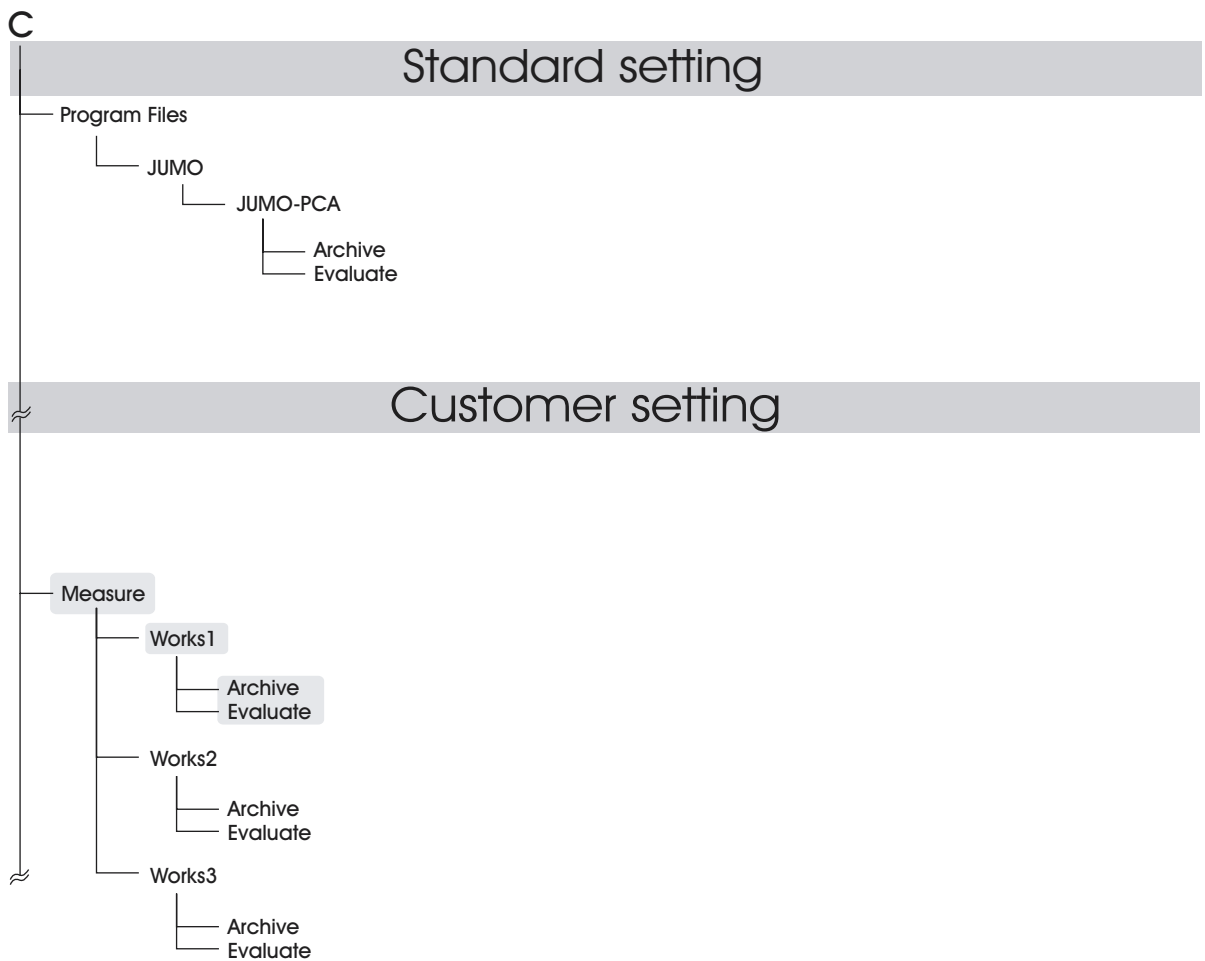 C
Standard setting
Program Files
JUMO
JUMO-PCA
Archive
Evaluate
Customer setting
Measure
Works1
Archive
Evaluate
Works2
Archive
Evaluate
Works3
Archive
Evaluate